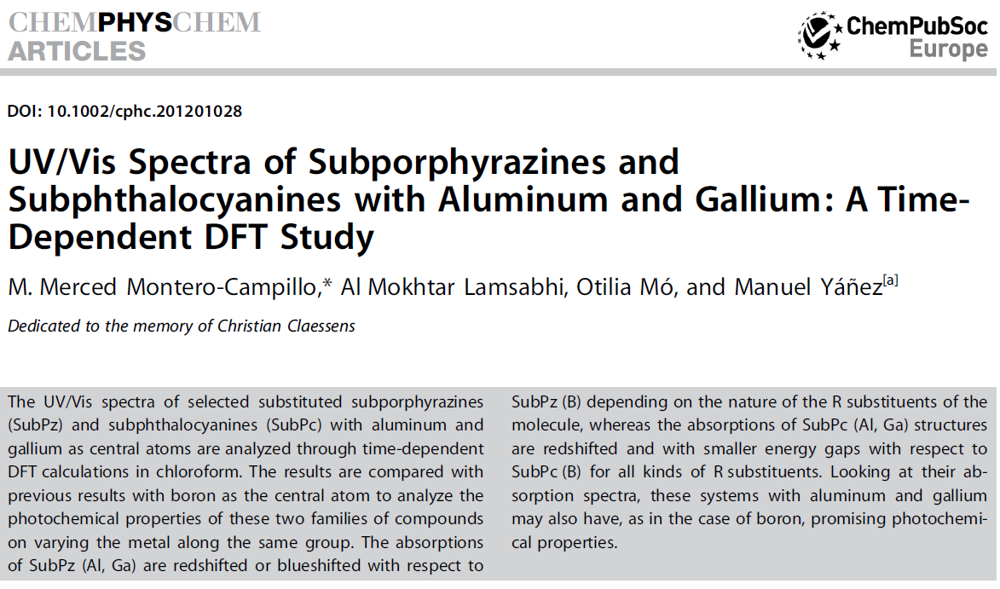 CHEMPHYSCHEM
ARTICLES
ChemPubSoc
Europe
DOI: 10.1002/cphc.201201028
UV/Vis Spectra of Subporphyrazines and
Subphthalocyanines with Aluminum and Gallium: A Time-
Dependent DFT Study
M. Merced Montero-Campillo,* Al Mokhtar Lamsabhi, Otilia Mó, and Manuel Yáñez[a]
Dedicated to the memory of Christian Claessens
The UV/Vis spectra of selected substituted subporphyrazines
(SubPz) and subphthalocyanines (SubPc) with aluminum and
gallium as central atoms are analyzed through time-dependent
DFT calculations in chloroform. The results are compared with
previous results with boron as the central atom to analyze the
photochemical properties of these two families of compounds
on varying the metal along the same group. The absorptions
of SubPz (Al, Ga) are redshifted or blueshifted with respect to
SubPz (B) depending on the nature of the R substituents of the
molecule, whereas the absorptions of SubPc (Al, Ga) structures
are redshifted and with smaller energy gaps with respect to
SubPc (B) for all kinds of R substituents. Looking at their ab-
sorption spectra, these systems with aluminum and gallium
may also have, as in the case of boron, promising photochemi-
cal properties.